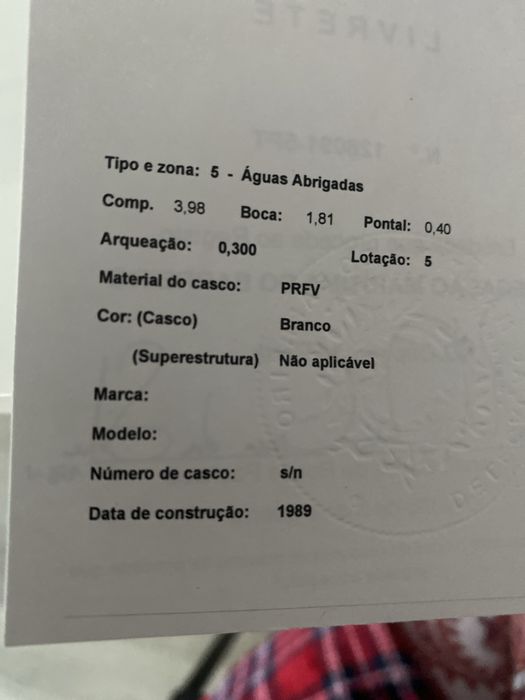 Tipo e zona: 5 - Águas Abrigadas
Comp. 3,98 Boca: 1,81 Pontal: 0,40
Arqueação: 0,300 Lotação: 5
Material do casco: PRFV
Cor: (Casco) Branco
(Superestrutura) Não aplicável
Marca:
Modelo:
Número de casco: s/n
Data de construção: 1989